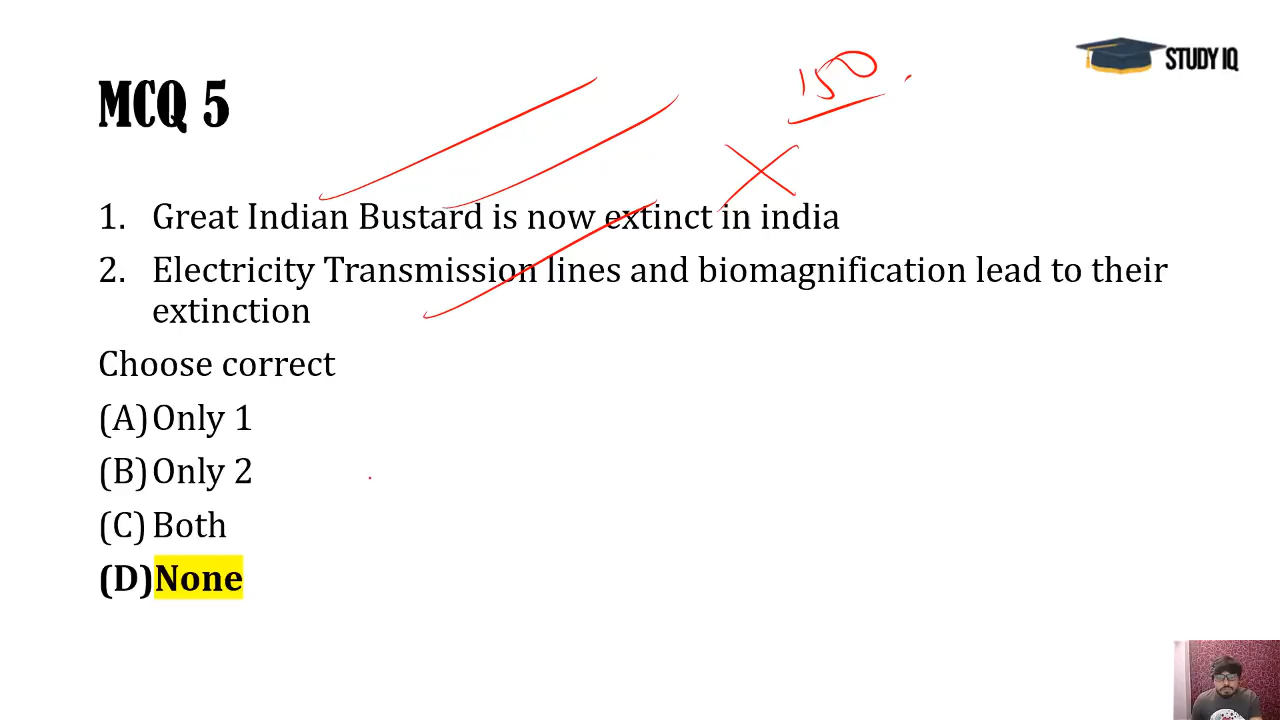 150
STUDY IQ
MCQ 5
1. Great Indian Bustard is now extinct in india
2. Electricity Transmission lines and biomagnification lead to their
extinction
Choose correct
(A) Only 1
(B) Only 2
(C) Both
(D) None